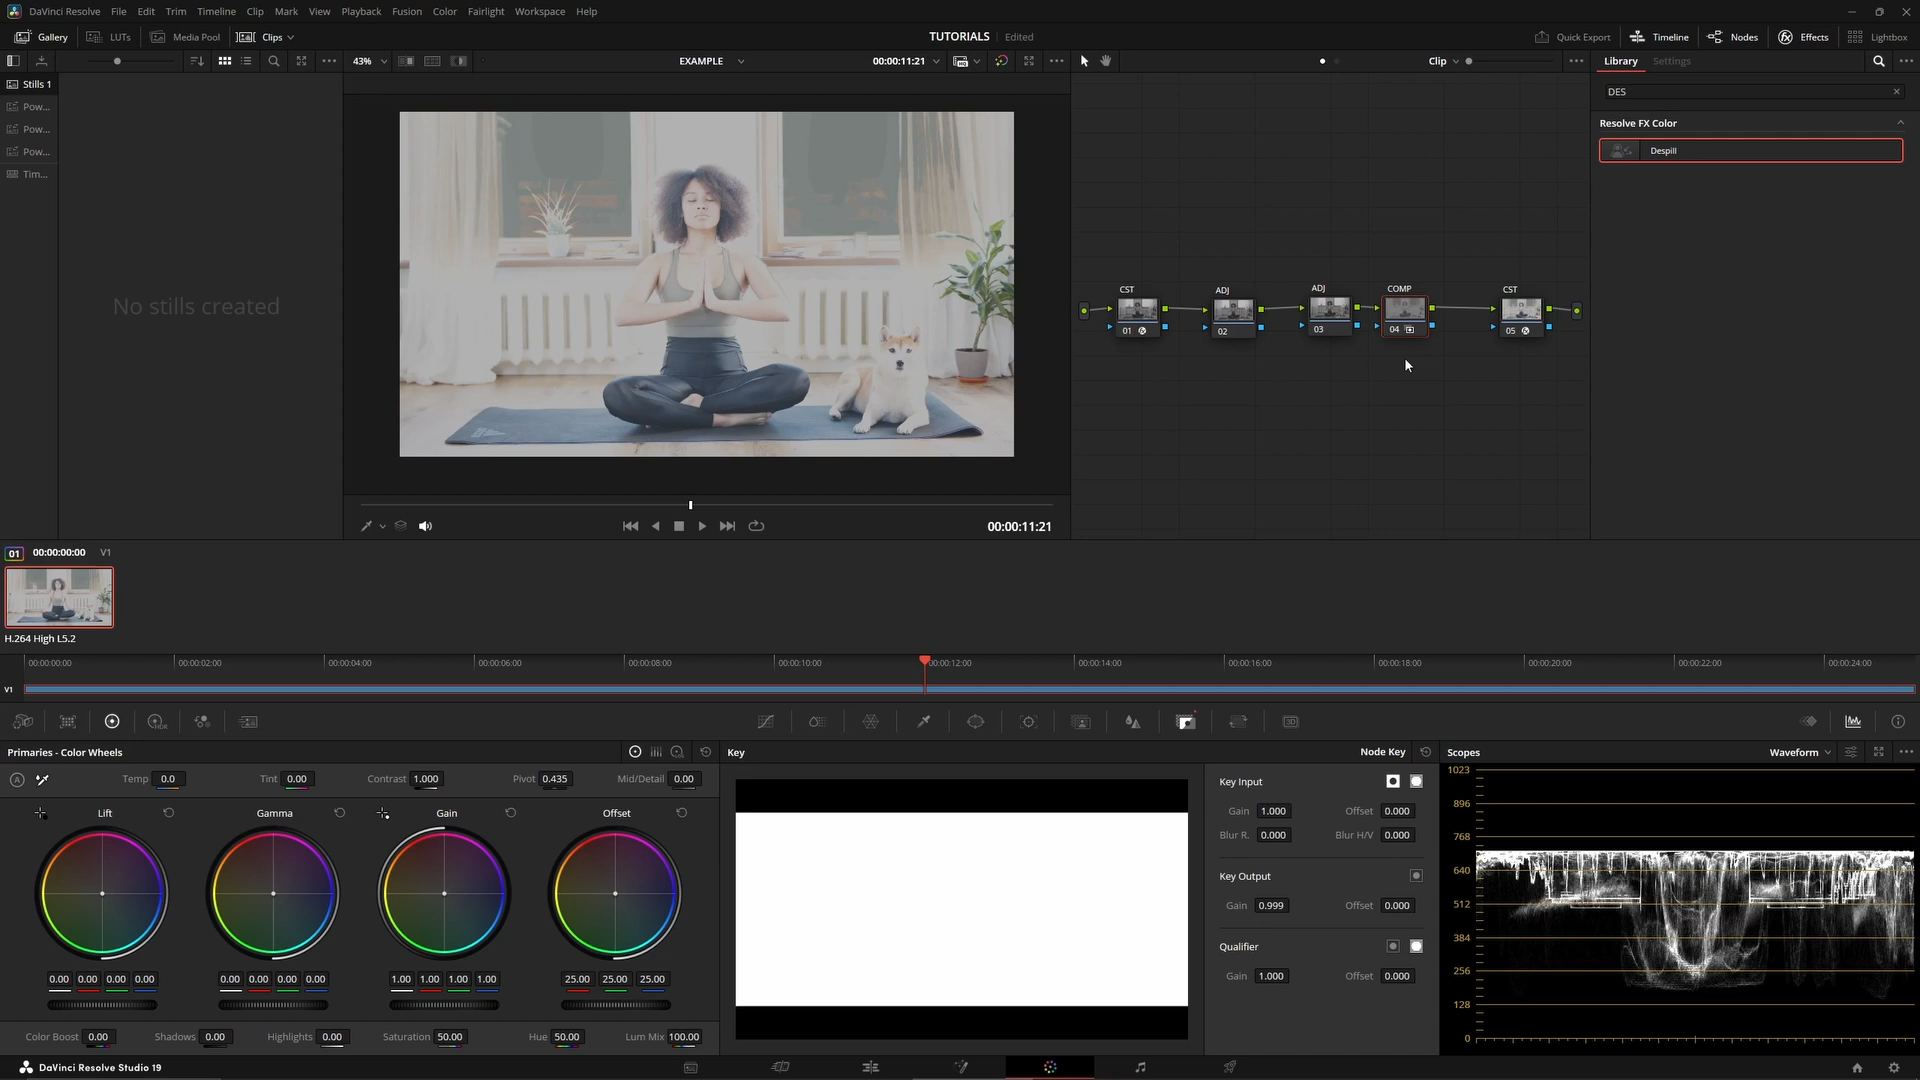 DaVinci Resolve File Edit Trim Timeline Clip Mark View Playback Fusion Color Fairlight Workspace Help
Gallery LUTs Media Pool Clips TUTORIALS Edited Quick Export Timeline Nodes Effects Lightbox
43% EXAMPLE 00:00:11:21 Clip Library Settings
Stills 1
Pow...
Pow...
Pow...
Tim...
No stills created
DES
Resolve FX Color
Despill
CST ADJ ADJ COMP CST
01 02 03 04 05
00:00:11:21
01 00:00:00:00 V1
H.264 High L5.2
00:00:00:00 00:00:02:00 00:00:04:00 00:00:06:00 00:00:08:00 00:00:10:00 00:00:12:00 00:00:14:00 00:00:16:00 00:00:18:00 00:00:20:00 00:00:22:00 00:00:24:00
V1
Primaries - Color Wheels Key Node Key Scopes Waveform
Temp 0.0 Tint 0.00 Contrast 1.000 Pivot 0.435 Mid/Detail 0.00
Lift Gamma Gain Offset
0.00 0.00 0.00 0.00 0.00 0.00 0.00 0.00 1.00 1.00 1.00 1.00 25.00 25.00 25.00
Color Boost 0.00 Shadows 0.00 Highlights 0.00 Saturation 50.00 Hue 50.00 Lum Mix 100.00
Key Input
Gain 1.000 Offset 0.000
Blur R. 0.000 Blur H/V 0.000
Key Output
Gain 0.999 Offset 0.000
Qualifier
Gain 1.000 Offset 0.000
1023
896
768
640
512
384
256
128
0
DaVinci Resolve Studio 19